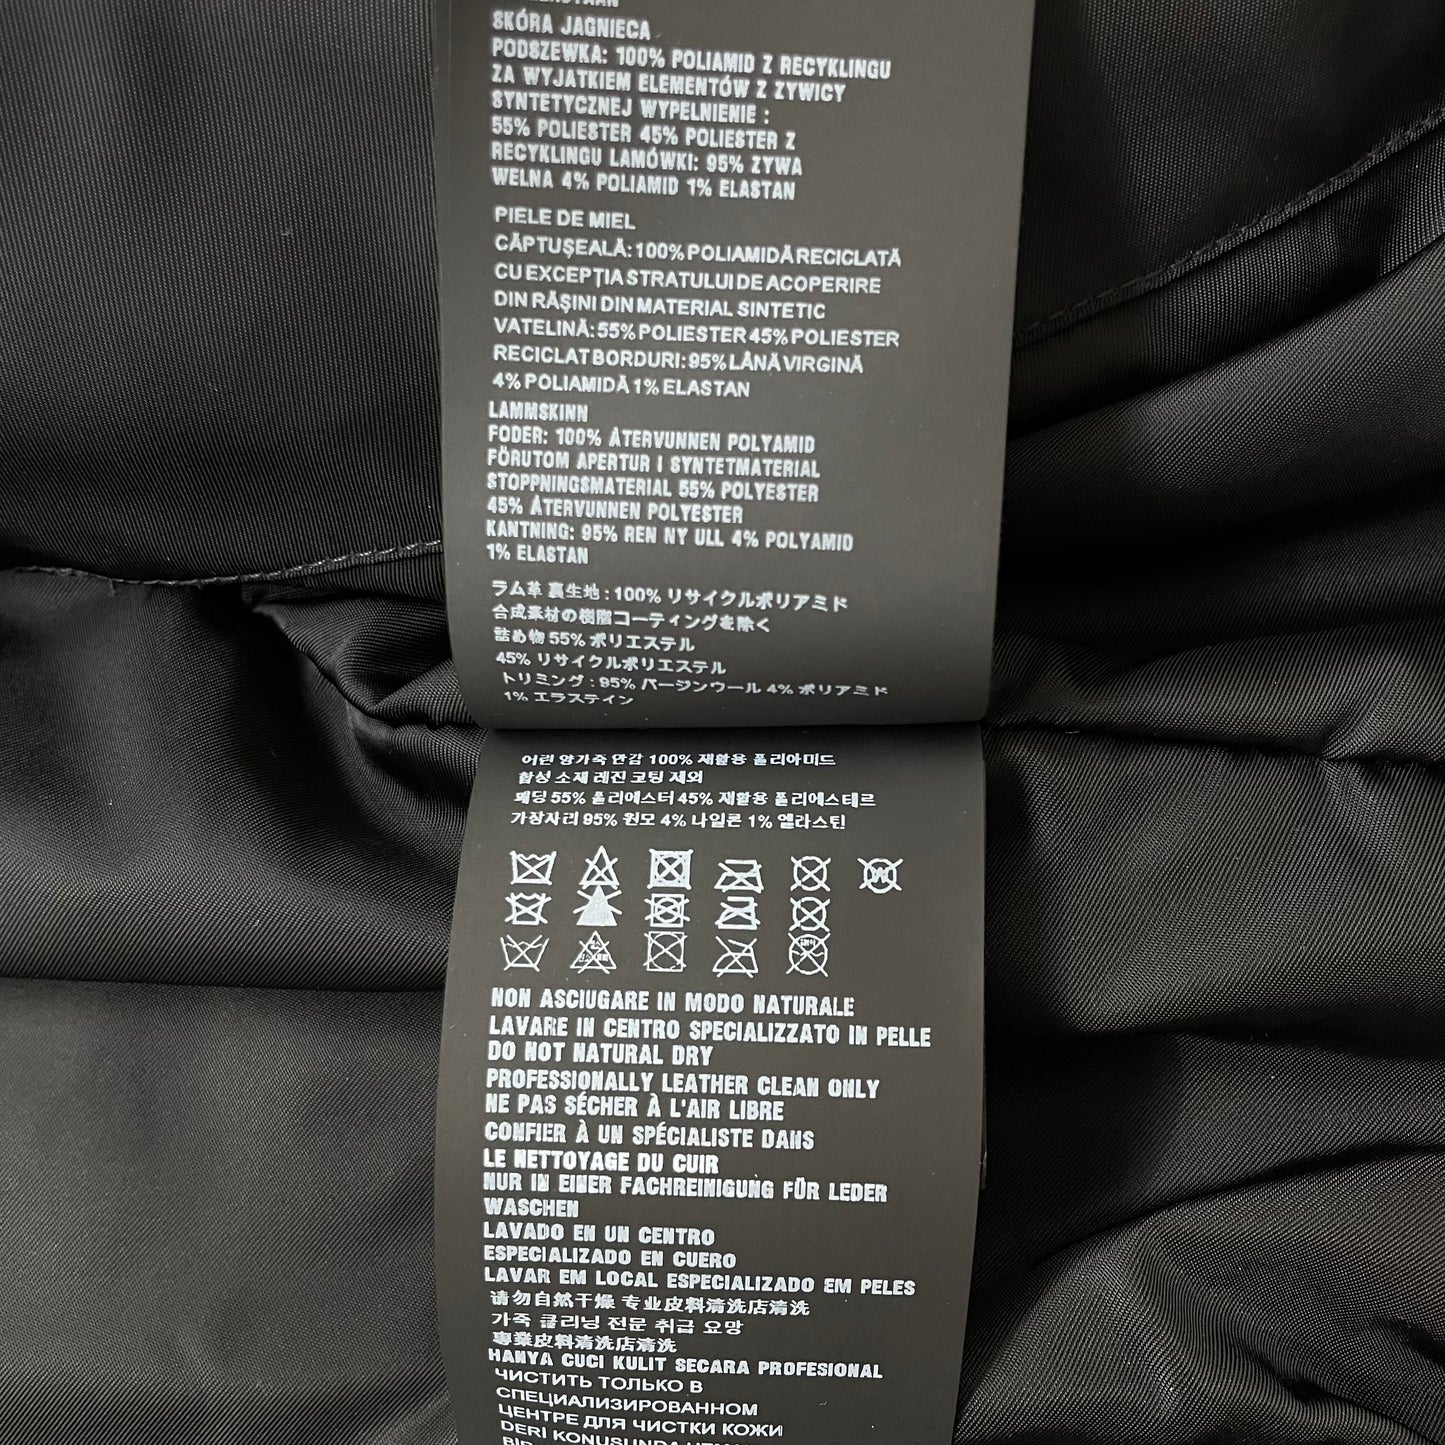 SKÓRA JAGNIECA
PODSZEWKA: 100% POLIAMID Z RECYKLINGU
ZA WYJATKIEM ELEMENTÓW Z ZYWICY
SYNTETYCZNEJ WYPELNIENIE :
55% POLIESTER 45% POLIESTER Z
RECYKLINGU LAMÓWKI: 95% ZYWA
WELNA 4% POLIAMID 1% ELASTAN
PIELE DE MIEL
CĂPTUȘEALĂ: 100% POLIAMIDĂ RECICLATĂ
CU EXCEPȚIA STRATULUI DE ACOPERIRE
DIN RĂȘINI DIN MATERIAL SINTETIC
VATELINĂ: 55% POLIESTER 45% POLIESTER
RECICLAT BORDURI: 95% LÂNĂ VIRGINĂ
4% POLIAMIDĂ 1% ELASTAN
LAMMSKINN
FODER: 100% ÅTERVUNNEN POLYAMID
FÖRUTOM APERTUR I SYNTETMATERIAL
STOPPNINGSMATERIAL 55% POLYESTER
45% ÅTERVUNNEN POLYESTER
KANTNING: 95% REN NY ULL 4% POLYAMID
1% ELASTAN
ラム革 裏生地 : 100% リサイクルポリアミド
合成素材の樹脂コーティングを除く
詰め物 55% ポリエステル
45% リサイクルポリエステル
トリミング : 95% バージンウール 4% ポリアミド
1% エラステイン
어린 양가죽 안감 100% 재활용 폴리아미드
합성 소재 레진 코팅 제외
패딩 55% 폴리에스터 45% 재활용 폴리에스테르
가장자리 95% 원모 4% 나일론 1% 엘라스틴
W
NON ASCIUGARE IN MODO NATURALE
LAVARE IN CENTRO SPECIALIZZATO IN PELLE
DO NOT NATURAL DRY
PROFESSIONALLY LEATHER CLEAN ONLY
NE PAS SÉCHER À L'AIR LIBRE
CONFIER À UN SPÉCIALISTE DANS
LE NETTOYAGE DU CUIR
NUR IN EINER FACHREINIGUNG FÜR LEDER
WASCHEN
LAVADO EN UN CENTRO
ESPECIALIZADO EN CUERO
LAVAR EM LOCAL ESPECIALIZADO EM PELES
请勿自然干燥 专业皮料清洗店清洗
가죽 클리닝 전문 취급 요망
專業皮料清洗店清洗
HANYA CUCI KULIT SECARA PROFESIONAL
ЧИСТИТЬ ТОЛЬКО В
СПЕЦИАЛИЗИРОВАННОМ
ЦЕНТРЕ ДЛЯ ЧИСТКИ КОЖИ
DERI KONUSUNDA